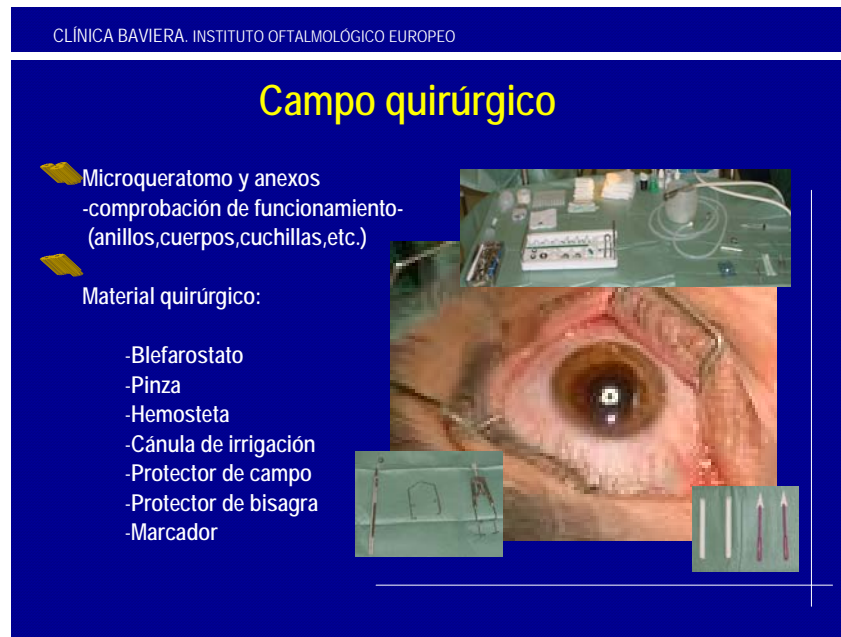 CLÍNICA BAVIERA. INSTITUTO OFTALMOLÓGICO EUROPEO
Campo quirúrgico
Microqueratomo y anexos
-comprobación de funcionamiento-
(anillos,cuerpos,cuchillas,etc.)
Material quirúrgico:
-Blefarostato
-Pinza
-Hemosteta
-Cánula de irrigación
-Protector de campo
-Protector de bisagra
-Marcador